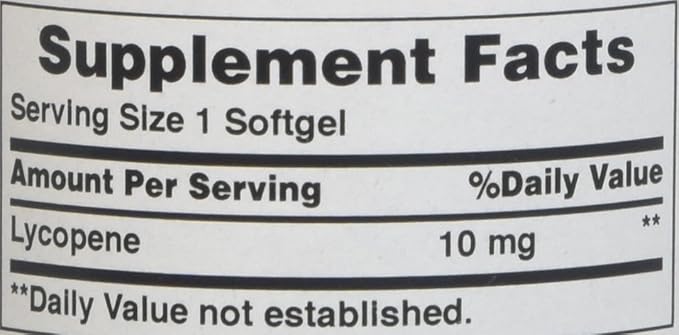 Supplement Facts
Serving Size 1 Softgel
Amount Per Serving %Daily Value
Lycopene 10 mg **
**Daily Value not established.